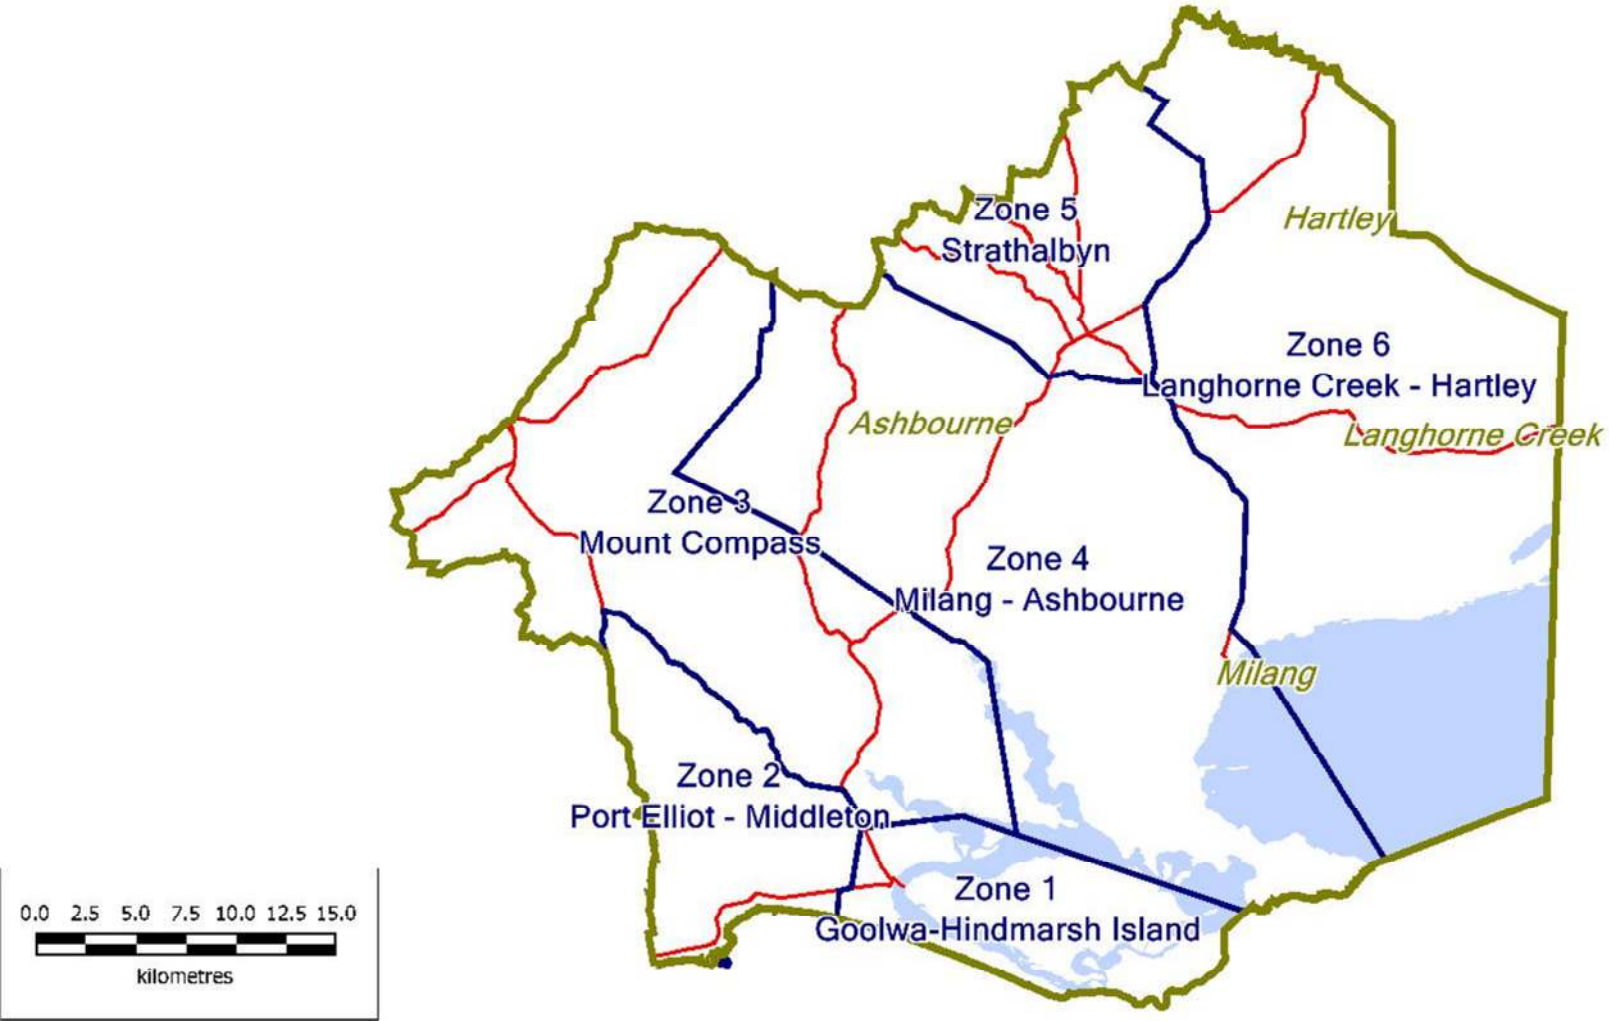 Zone 5
Strathalbyn
Hartley
Zone 6
Langhorne Creek - Hartley
Ashbourne
Langhorne Creek
Zone 3
Mount Compass
Zone 4
Milang - Ashbourne
Milang
Zone 2
Port Elliot - Middleton
Zone 1
Goolwa-Hindmarsh Island
0.0 2.5 5.0 7.5 10.0 12.5 15.0
kilometres